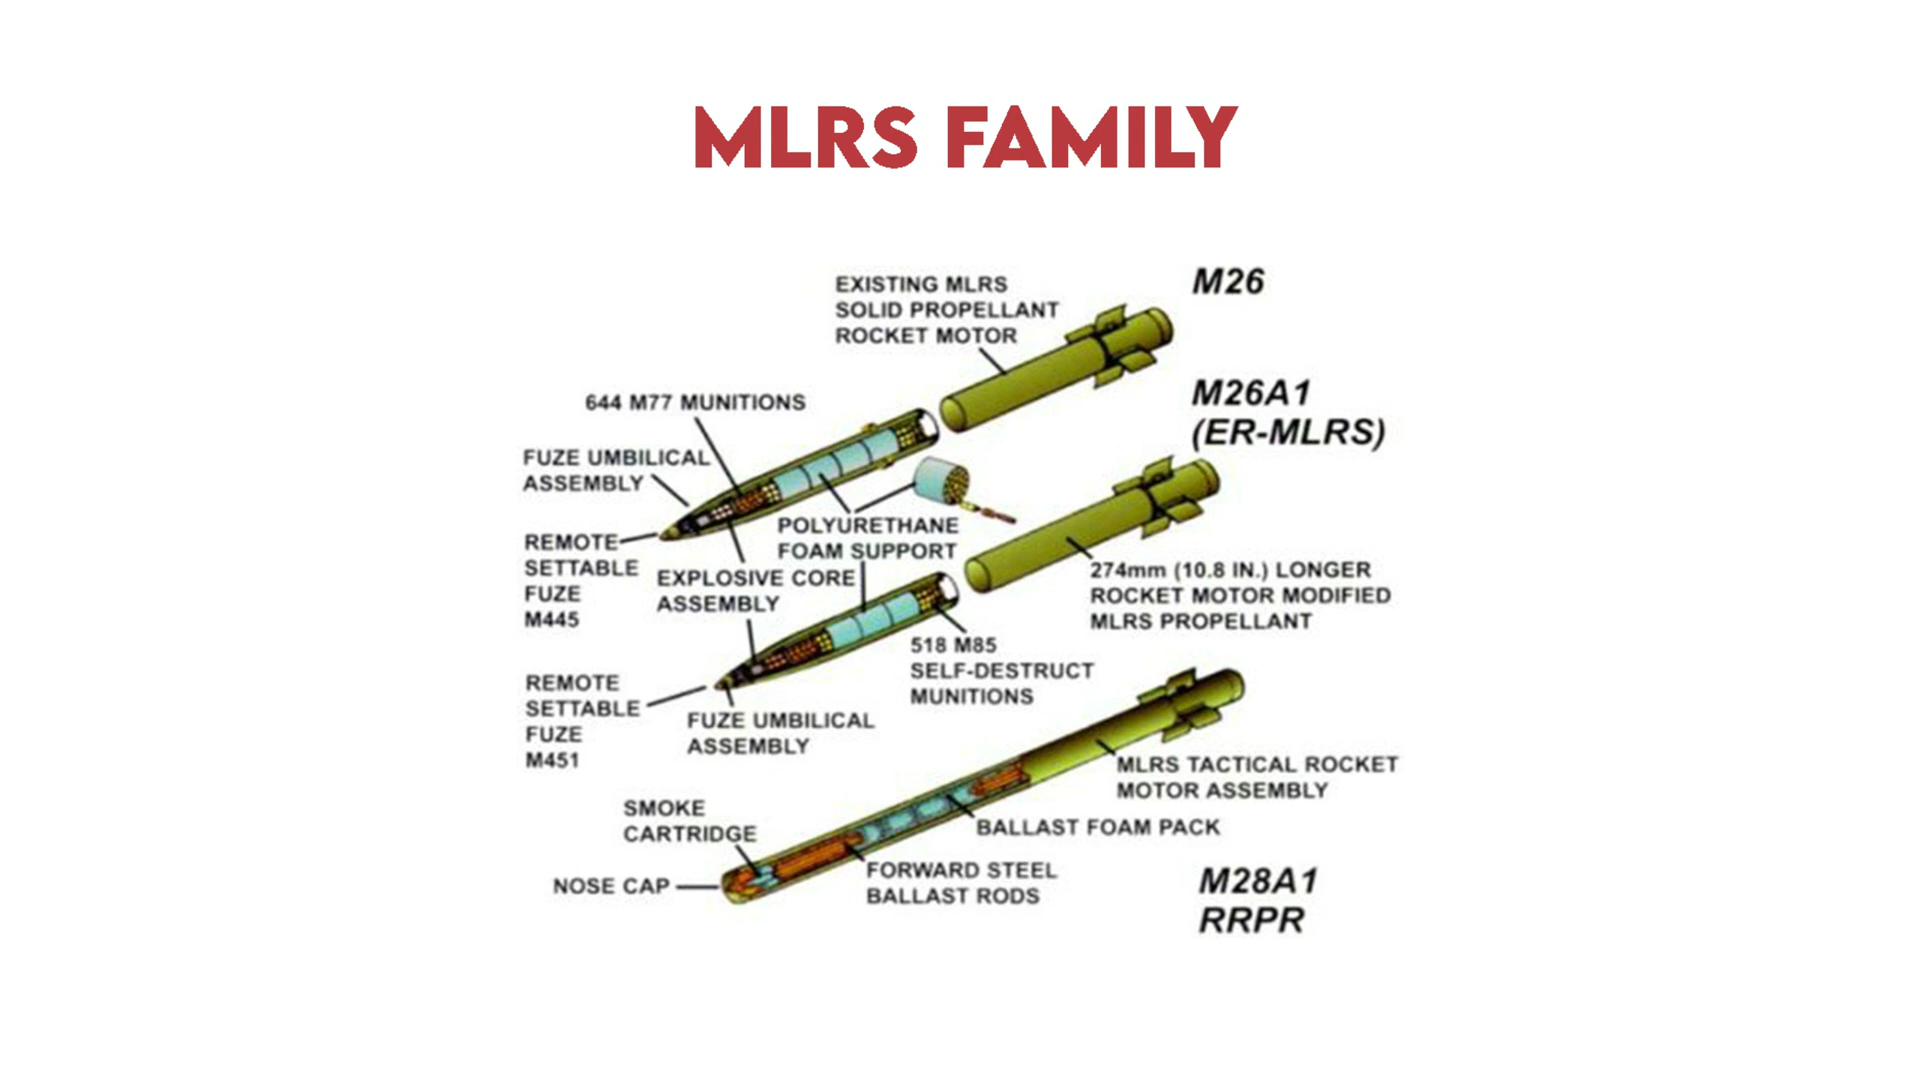 MLRS FAMILY
EXISTING MLRS
SOLID PROPELLANT
ROCKET MOTOR
M26
644 M77 MUNITIONS
M26A1
(ER-MLRS)
FUZE UMBILICAL
ASSEMBLY
REMOTE
SETTABLE
FUZE
M445
POLYURETHANE
FOAM SUPPORT
EXPLOSIVE CORE
ASSEMBLY
274mm (10.8 IN.) LONGER
ROCKET MOTOR MODIFIED
MLRS PROPELLANT
518 M85
SELF-DESTRUCT
MUNITIONS
REMOTE
SETTABLE
FUZE
M451
FUZE UMBILICAL
ASSEMBLY
MLRS TACTICAL ROCKET
MOTOR ASSEMBLY
SMOKE
CARTRIDGE
BALLAST FOAM PACK
NOSE CAP
FORWARD STEEL
BALLAST RODS
M28A1
RRPR